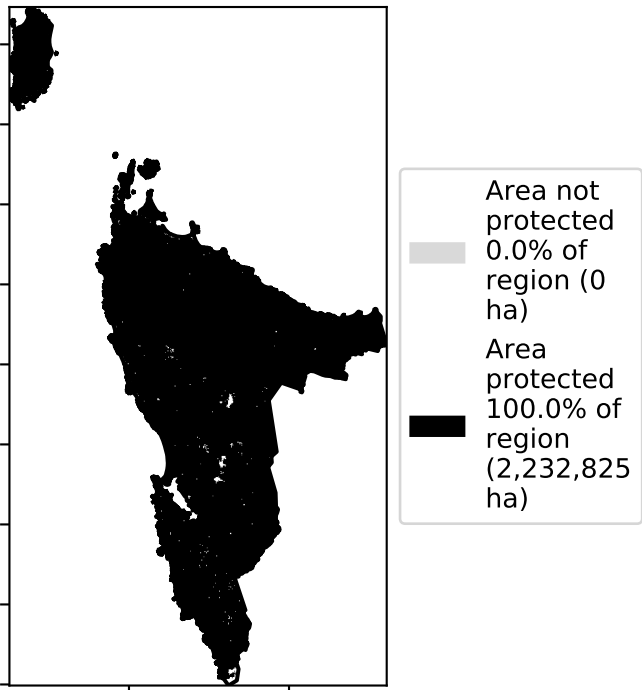 Area not
protected
0.0% of
region (0
ha)
Area
protected
100.0% of
region
(2,232,825
ha)